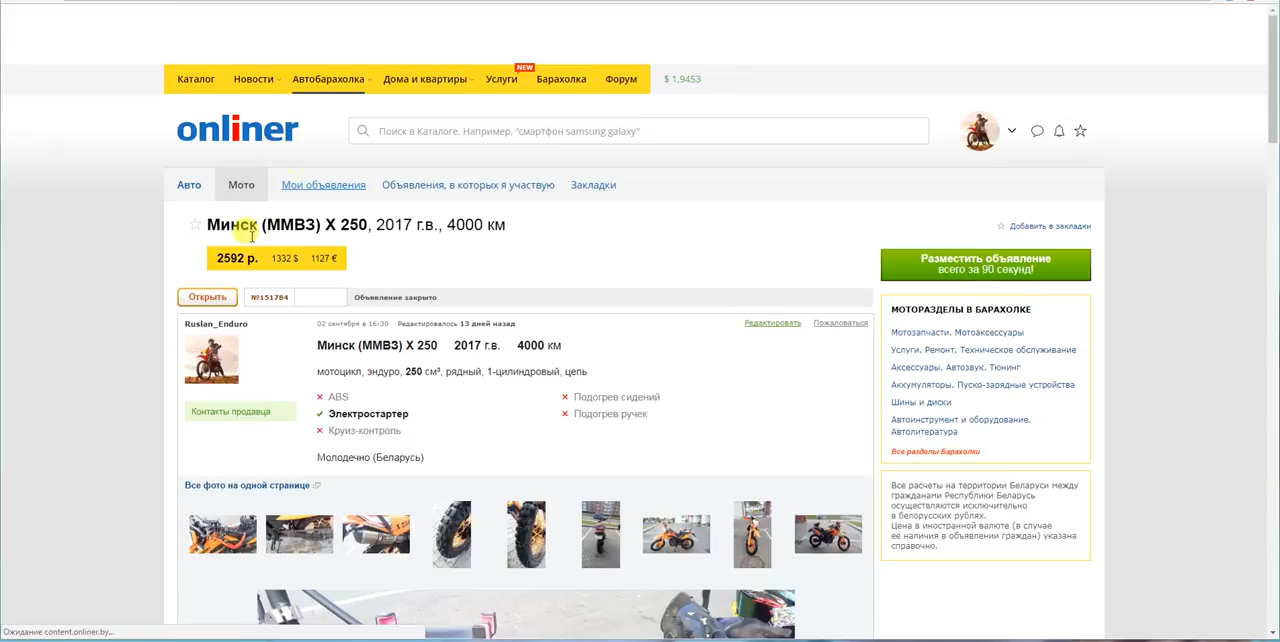 Каталог Новости Автобарахолка Дома и квартиры Услуги NEW Барахолка Форум $ 1,9453
onliner Поиск в Каталоге. Например, "смартфон samsung galaxy"
Авто Мото Мои объявления Объявления, в которых я участвую Закладки
Минск (ММВЗ) X 250, 2017 г.в., 4000 км
Добавить в закладки
2592 р. 1332 $ 1127 €
Разместить объявление
всего за 90 секунд!
Открыть №151784 Объявление закрыто
Ruslan_Enduro 02 сентября в 16:30 Редактировалось 13 дней назад Редактировать Пожаловаться
Минск (ММВЗ) X 250 2017 г.в. 4000 км
мотоцикл, эндуро, 250 см³, рядный, 1-цилиндровый, цепь
ABS Подогрев сидений
Электростартер Подогрев ручек
Круиз-контроль
Контакты продавца
Молодечно (Беларусь)
Все фото на одной странице
МОТОРАЗДЕЛЫ В БАРАХОЛКЕ
Мотозапчасти. Мотоаксессуары
Услуги. Ремонт. Техническое обслуживание
Аксессуары. Автозвук. Тюнинг
Аккумуляторы. Пуско-зарядные устройства
Шины и диски
Автоинструмент и оборудование.
Автолитература
Все разделы Барахолки
Все расчеты на территории Беларуси между
гражданами Республики Беларусь
осуществляются исключительно
в белорусских рублях.
Цена в иностранной валюте (в случае
ее наличия в объявлении граждан) указана
справочно.
Ожидание content.onliner.by...